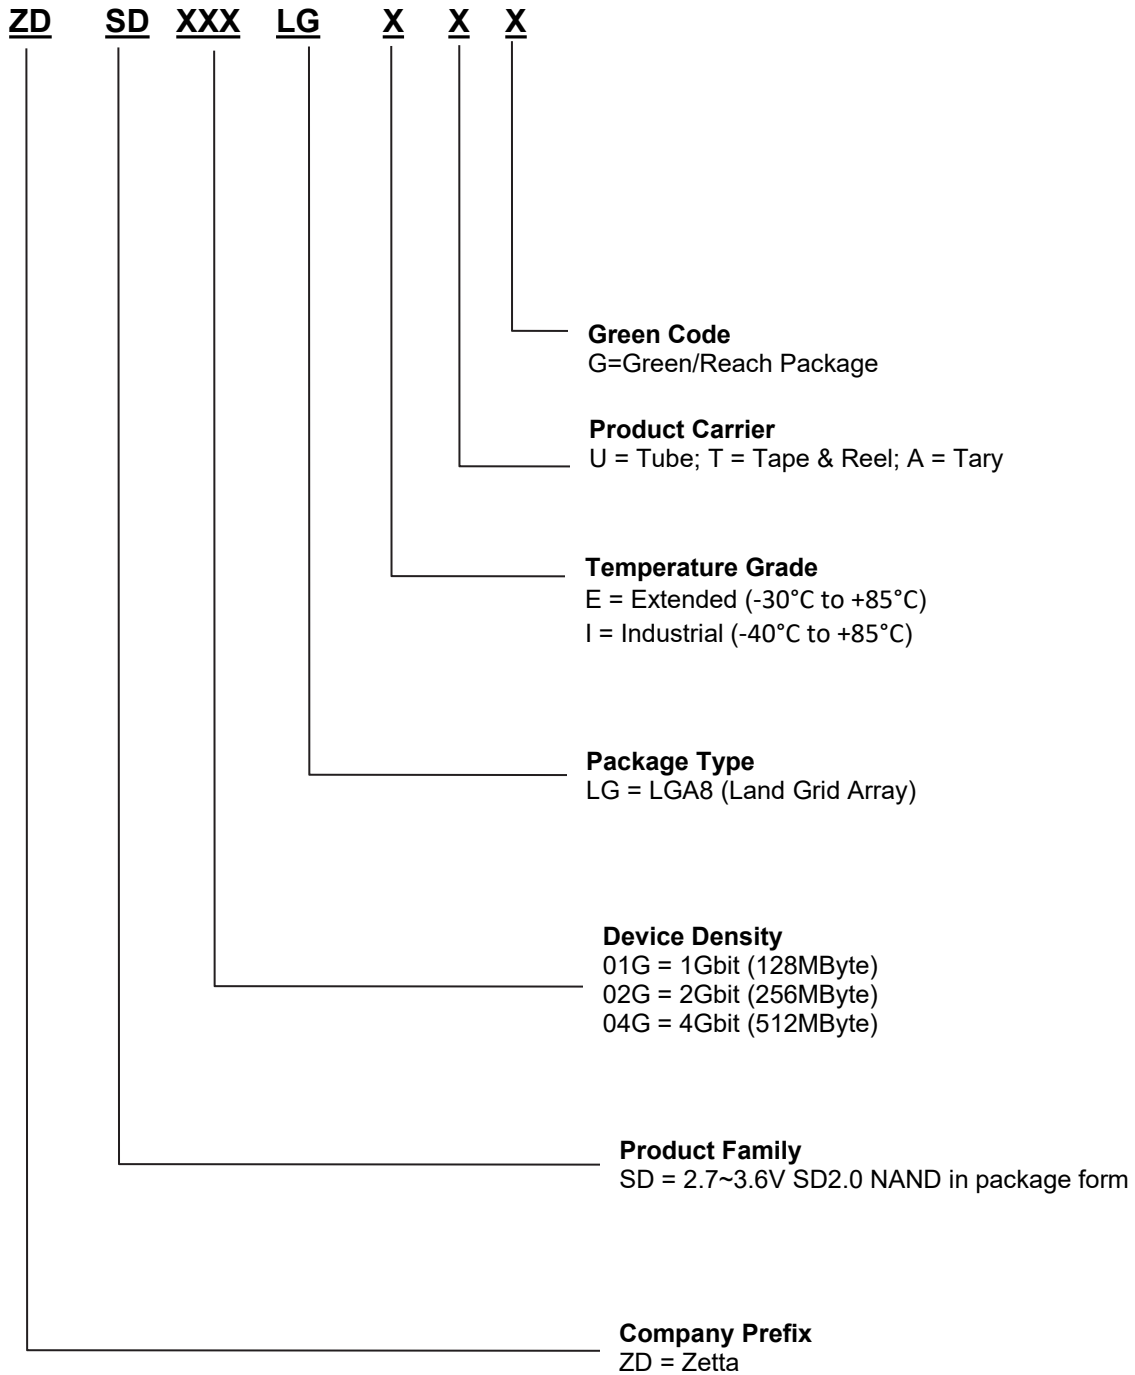 ZD SD XXX LG X X X
Green Code
G=Green/Reach Package
Product Carrier
U = Tube; T = Tape & Reel; A = Tary
Temperature Grade
E = Extended (-30°C to +85°C)
I = Industrial (-40°C to +85°C)
Package Type
LG = LGA8 (Land Grid Array)
Device Density
01G = 1Gbit (128MByte)
02G = 2Gbit (256MByte)
04G = 4Gbit (512MByte)
Product Family
SD = 2.7~3.6V SD2.0 NAND in package form
Company Prefix
ZD = Zetta